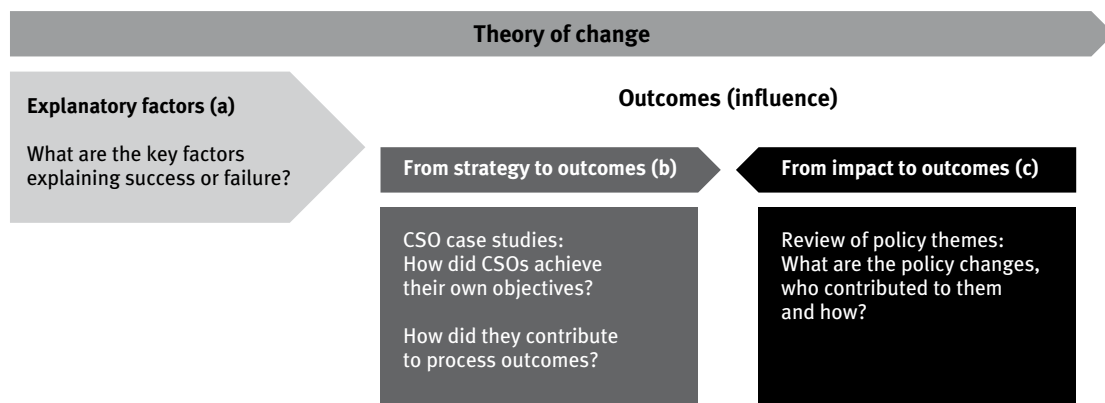 Theory of change
Explanatory factors (a)
What are the key factors
explaining success or failure?
Outcomes (influence)
From strategy to outcomes (b)
CSO case studies:
How did CSOs achieve
their own objectives?
How did they contribute
to process outcomes?
From impact to outcomes (c)
Review of policy themes:
What are the policy changes,
who contributed to them
and how?